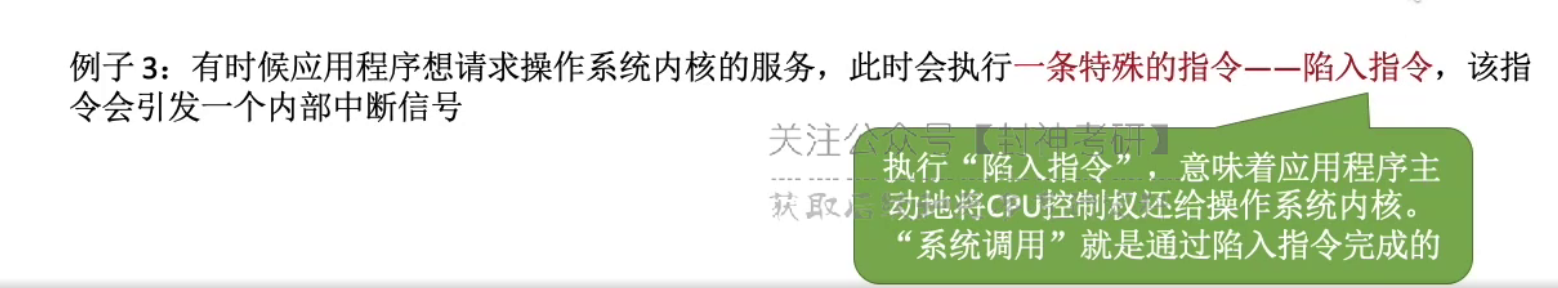 例子 3：有时候应用程序想请求操作系统内核的服务，此时会执行一条特殊的指令——陷入指令，该指
令会引发一个内部中断信号
关注公众号【封神考研】
执行“陷入指令”，意味着应用程序主
动地将CPU控制权还给操作系统内核。
“系统调用”就是通过陷入指令完成的
获取后